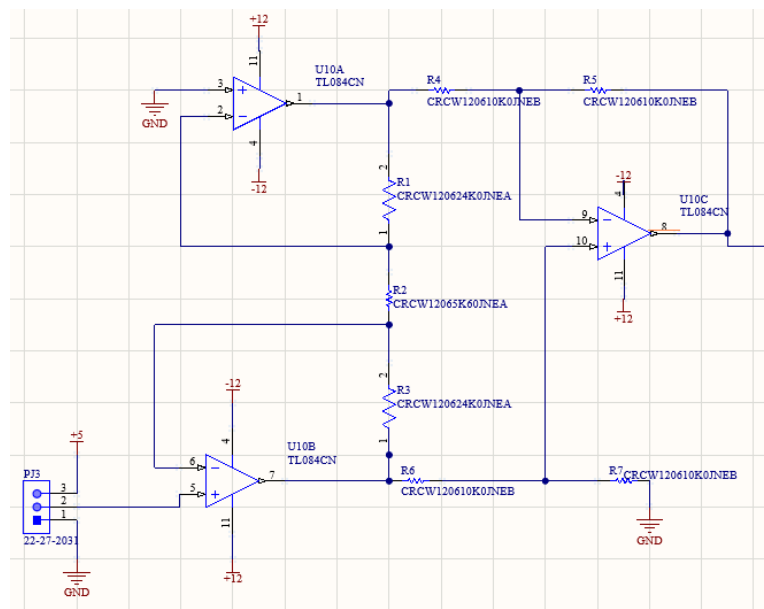 +12
11
U10A
TL084CN
3
+
1
2
−
GND
4
-12
R4
CRCW120610K0JNEB
R5
CRCW120610K0JNEB
2
R1
CRCW120624K0JNEA
1
-12
4
U10C
TL084CN
9
−
8
10
+
11
+12
R2
CRCW12065K60JNEA
2
R3
CRCW120624K0JNEA
1
-12
4
U10B
TL084CN
6
−
7
5
+
11
+12
R6
CRCW120610K0JNEB
R7
CRCW120610K0JNEB
GND
+5
PJ3
3
2
1
22-27-2031
GND